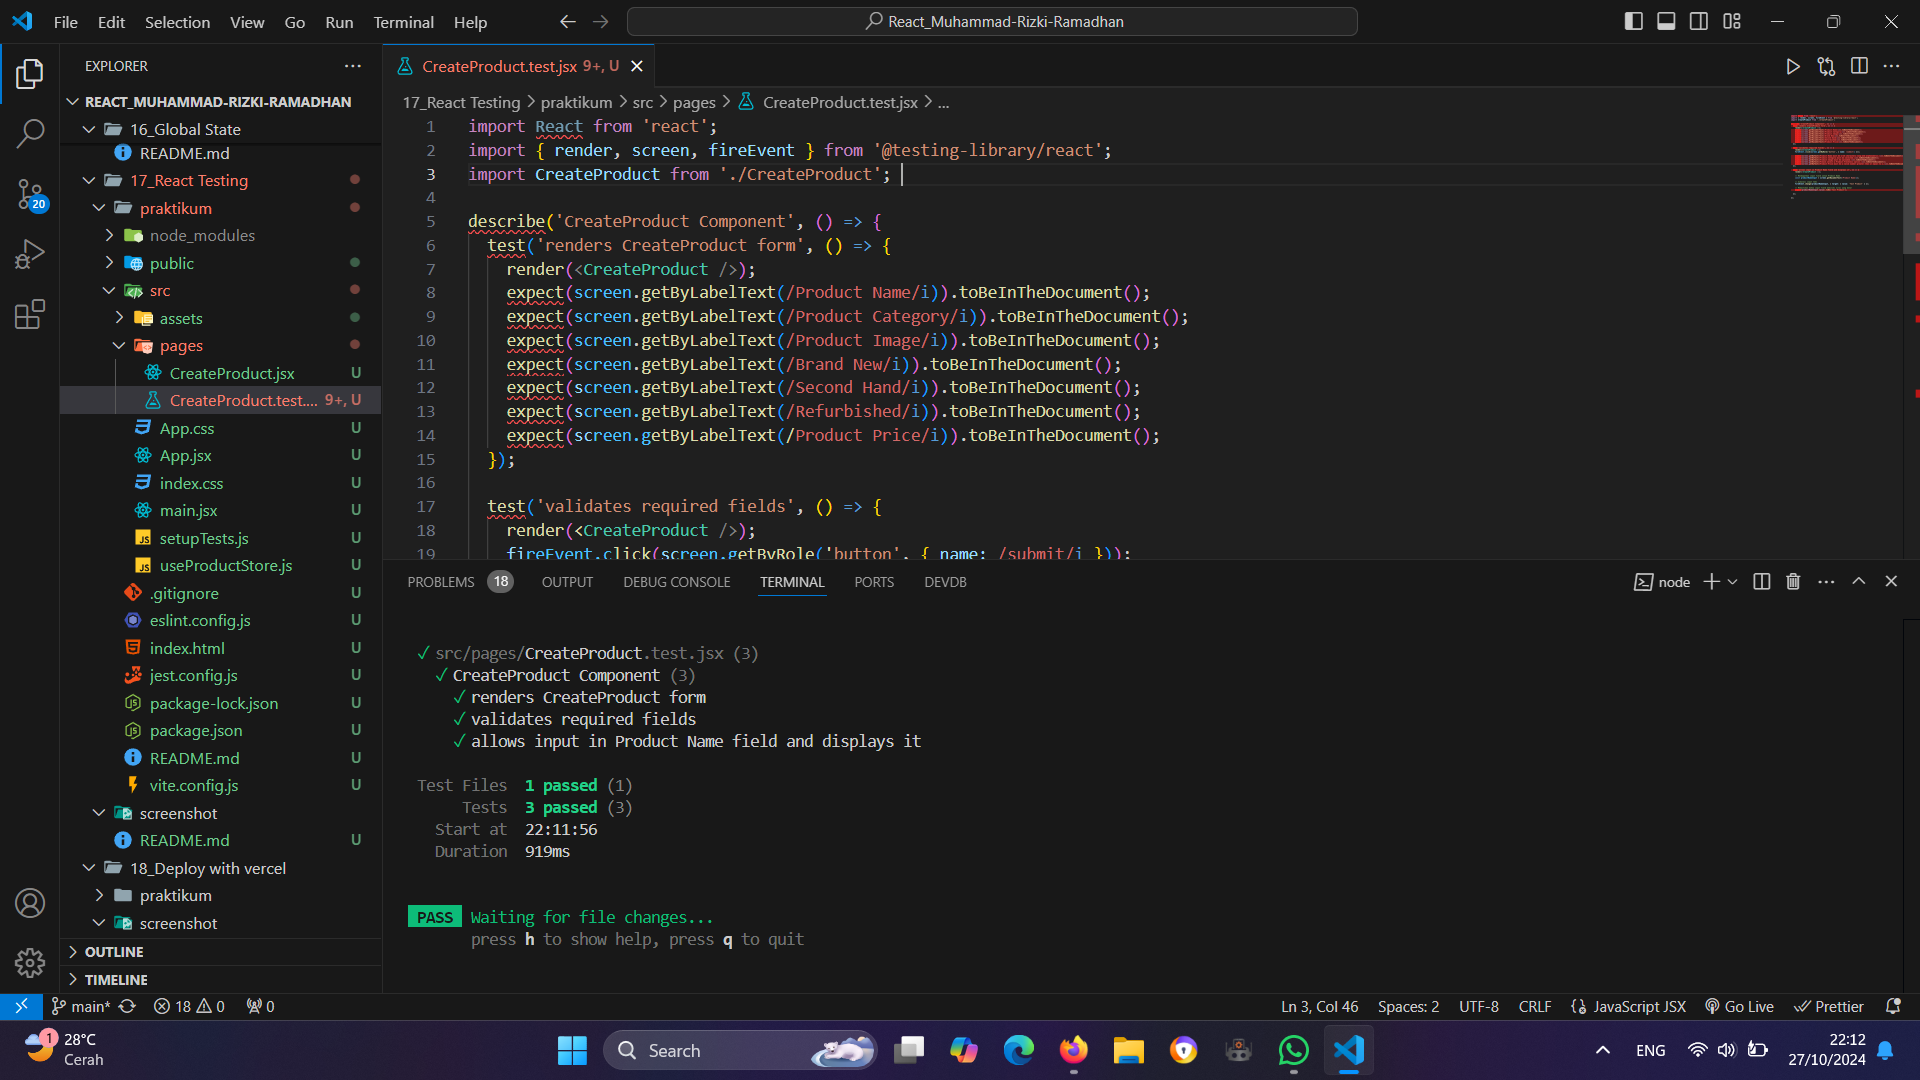 File Edit Selection View Go Run Terminal Help
React_Muhammad-Rizki-Ramadhan
EXPLORER
REACT_MUHAMMAD-RIZKI-RAMADHAN
16_Global State
README.md
17_React Testing
praktikum
node_modules
public
src
assets
pages
CreateProduct.jsx U
CreateProduct.test.... 9+, U
App.css U
App.jsx U
index.css U
main.jsx U
setupTests.js U
useProductStore.js U
.gitignore U
eslint.config.js U
index.html U
jest.config.js U
package-lock.json U
package.json U
README.md U
vite.config.js U
screenshot
README.md U
18_Deploy with vercel
praktikum
screenshot
OUTLINE
TIMELINE
20
CreateProduct.test.jsx 9+, U
17_React Testing > praktikum > src > pages > CreateProduct.test.jsx > ...
1 import React from 'react';
2 import { render, screen, fireEvent } from '@testing-library/react';
3 import CreateProduct from './CreateProduct';
4
5 describe('CreateProduct Component', () => {
6 test('renders CreateProduct form', () => {
7 render(<CreateProduct />);
8 expect(screen.getByLabelText(/Product Name/i)).toBeInTheDocument();
9 expect(screen.getByLabelText(/Product Category/i)).toBeInTheDocument();
10 expect(screen.getByLabelText(/Product Image/i)).toBeInTheDocument();
11 expect(screen.getByLabelText(/Brand New/i)).toBeInTheDocument();
12 expect(screen.getByLabelText(/Second Hand/i)).toBeInTheDocument();
13 expect(screen.getByLabelText(/Refurbished/i)).toBeInTheDocument();
14 expect(screen.getByLabelText(/Product Price/i)).toBeInTheDocument();
15 });
16
17 test('validates required fields', () => {
18 render(<CreateProduct />);
19 fireEvent.click(screen.getByRole('button', { name: /submit/i }));
PROBLEMS 18 OUTPUT DEBUG CONSOLE TERMINAL PORTS DEVDB
node
✓ src/pages/CreateProduct.test.jsx (3)
✓ CreateProduct Component (3)
✓ renders CreateProduct form
✓ validates required fields
✓ allows input in Product Name field and displays it
Test Files 1 passed (1)
Tests 3 passed (3)
Start at 22:11:56
Duration 919ms
PASS Waiting for file changes...
press h to show help, press q to quit
main* 18 0 0
Ln 3, Col 46 Spaces: 2 UTF-8 CRLF JavaScript JSX Go Live Prettier
1
28°C
Cerah
Search
ENG
22:12
27/10/2024